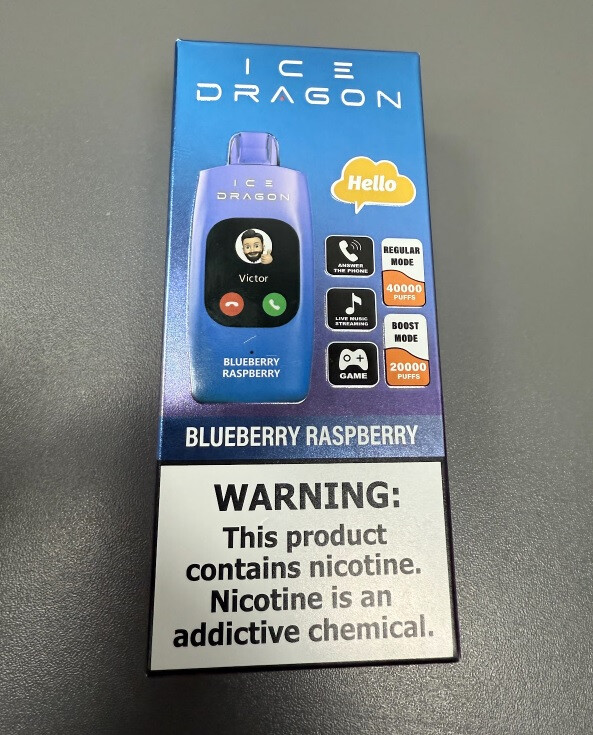 ICE
DRAGON
ICE
DRAGON
Hello
Victor
BLUEBERRY
RASPBERRY
ANSWER
THE PHONE
REGULAR
MODE
40000
PUFFS
LIVE MUSIC
STREAMING
BOOST
MODE
20000
PUFFS
GAME
BLUEBERRY RASPBERRY
WARNING:
This product
contains nicotine.
Nicotine is an
addictive chemical.